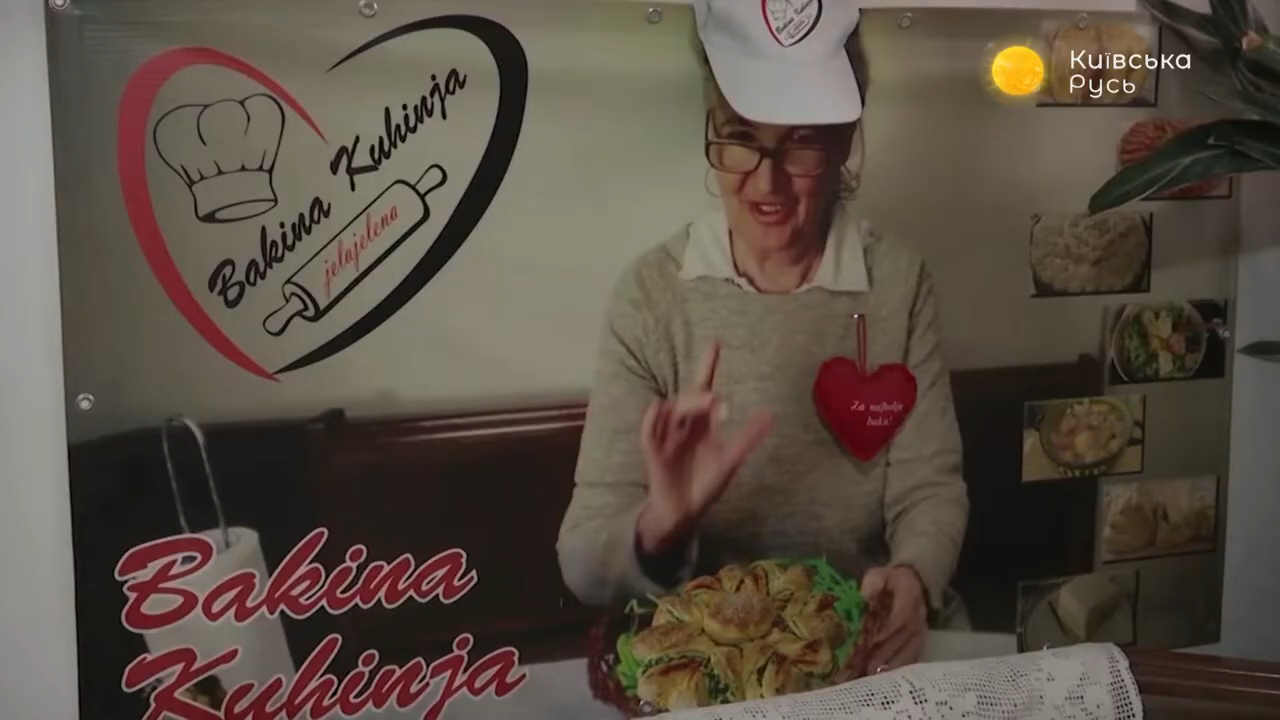 Bakina Kuhinja
jelajelena
Київська
Русь
Za najbolju
baku!
Bakina
Kuhinja